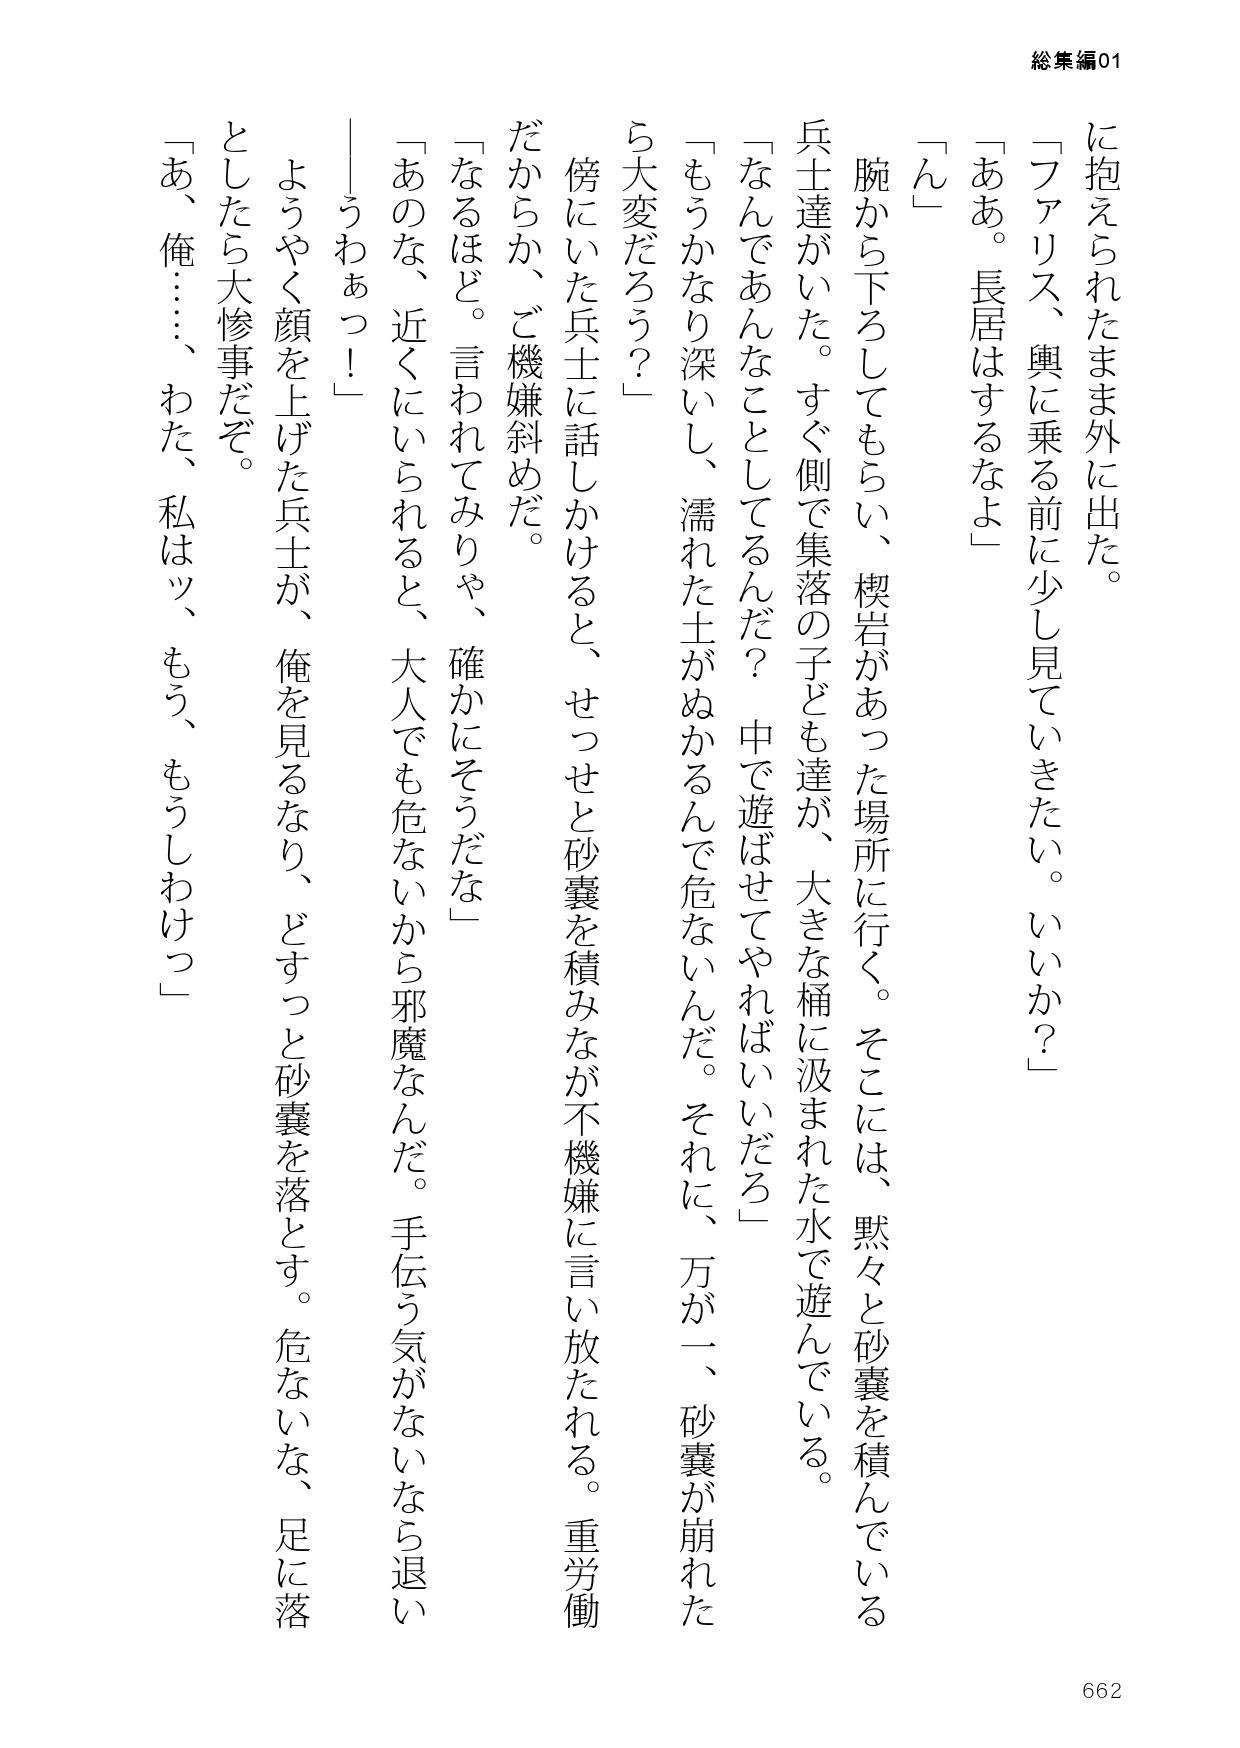 総集編01
に抱えられたまま外に出た。
「ファリス、輿に乗る前に少し見ていきたい。いいか？」
「ああ。長居はするなよ」
「ん」
　腕から下ろしてもらい、楔岩があった場所に行く。そこには、黙々と砂嚢を積んでいる
兵士達がいた。すぐ側で集落の子ども達が、大きな桶に汲まれた水で遊んでいる。
「なんであんなことしてるんだ？　中で遊ばせてやればいいだろ」
「もうかなり深いし、濡れた土がぬかるんで危ないんだ。それに、万が一、砂嚢が崩れた
ら大変だろう？」
　傍にいた兵士に話しかけると、せっせと砂嚢を積みなが不機嫌に言い放たれる。重労働
だからか、ご機嫌斜めだ。
「なるほど。言われてみりゃ、確かにそうだな」
「あのな、近くにいられると、大人でも危ないから邪魔なんだ。手伝う気がないなら退い
――うわぁっ！」
　ようやく顔を上げた兵士が、俺を見るなり、どすっと砂嚢を落とす。危ないな、足に落
としたら大惨事だぞ。
「あ、俺……、わた、私はッ、もう、もうしわけっ」
662